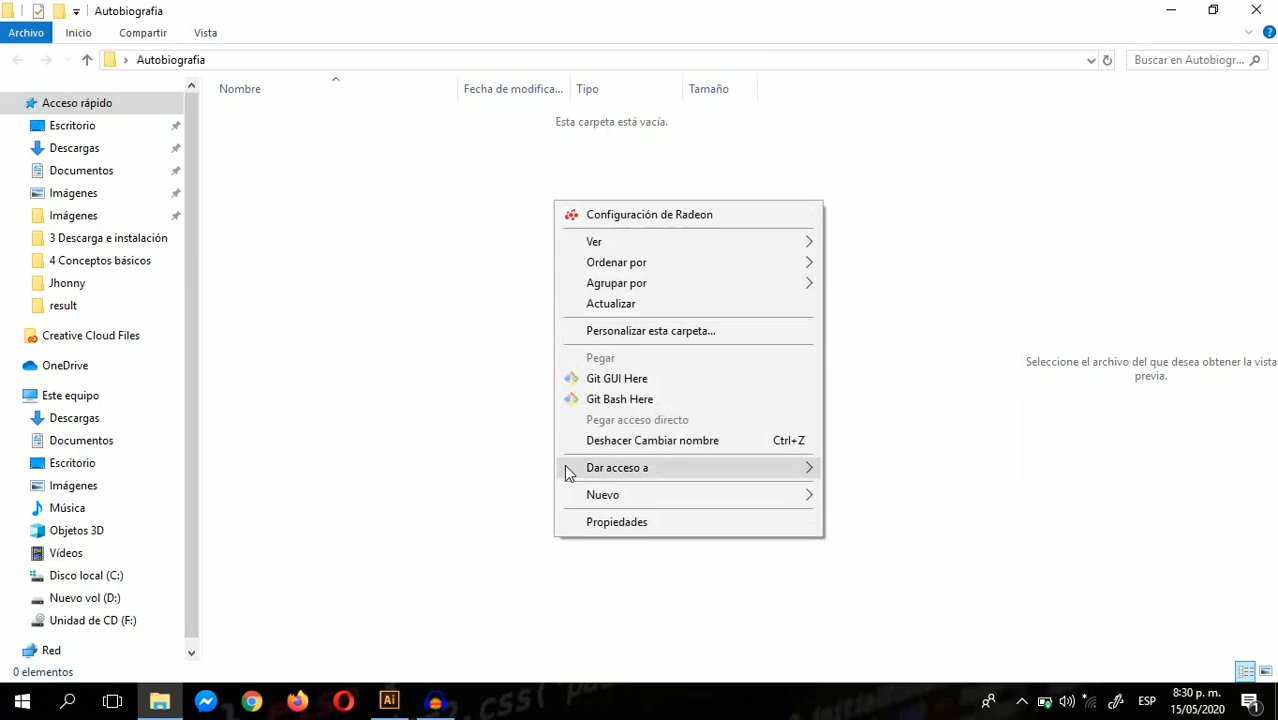 Autobiografia
Archivo Inicio Compartir Vista
Autobiografia
Buscar en Autobiogr...
Nombre Fecha de modifica... Tipo Tamaño
Esta carpeta está vacía.
Acceso rápido
Escritorio
Descargas
Documentos
Imágenes
Imágenes
3 Descarga e instalación
4 Conceptos básicos
Jhonny
result
Creative Cloud Files
OneDrive
Este equipo
Descargas
Documentos
Escritorio
Imágenes
Música
Objetos 3D
Vídeos
Disco local (C:)
Nuevo vol (D:)
Unidad de CD (F:)
Red
Configuración de Radeon
Ver
Ordenar por
Agrupar por
Actualizar
Personalizar esta carpeta...
Pegar
Git GUI Here
Git Bash Here
Pegar acceso directo
Deshacer Cambiar nombre Ctrl+Z
Dar acceso a
Nuevo
Propiedades
Seleccione el archivo del que desea obtener la vista
previa.
0 elementos
Ai
ESP
8:30 p. m.
15/05/2020
1